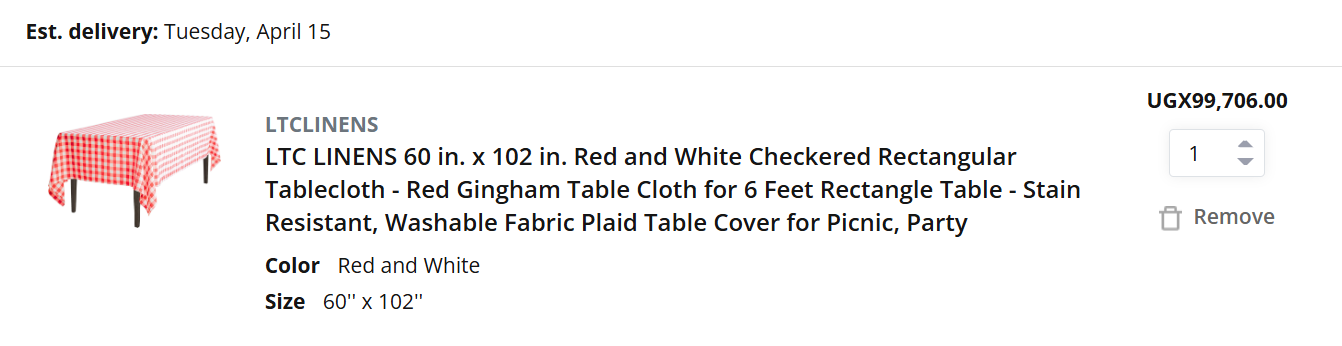 Est. delivery: Tuesday, April 15
UGX99,706.00
LTCLINENS
LTC LINENS 60 in. x 102 in. Red and White Checkered Rectangular
Tablecloth - Red Gingham Table Cloth for 6 Feet Rectangle Table - Stain
Resistant, Washable Fabric Plaid Table Cover for Picnic, Party
1
Remove
Color Red and White
Size 60'' x 102''